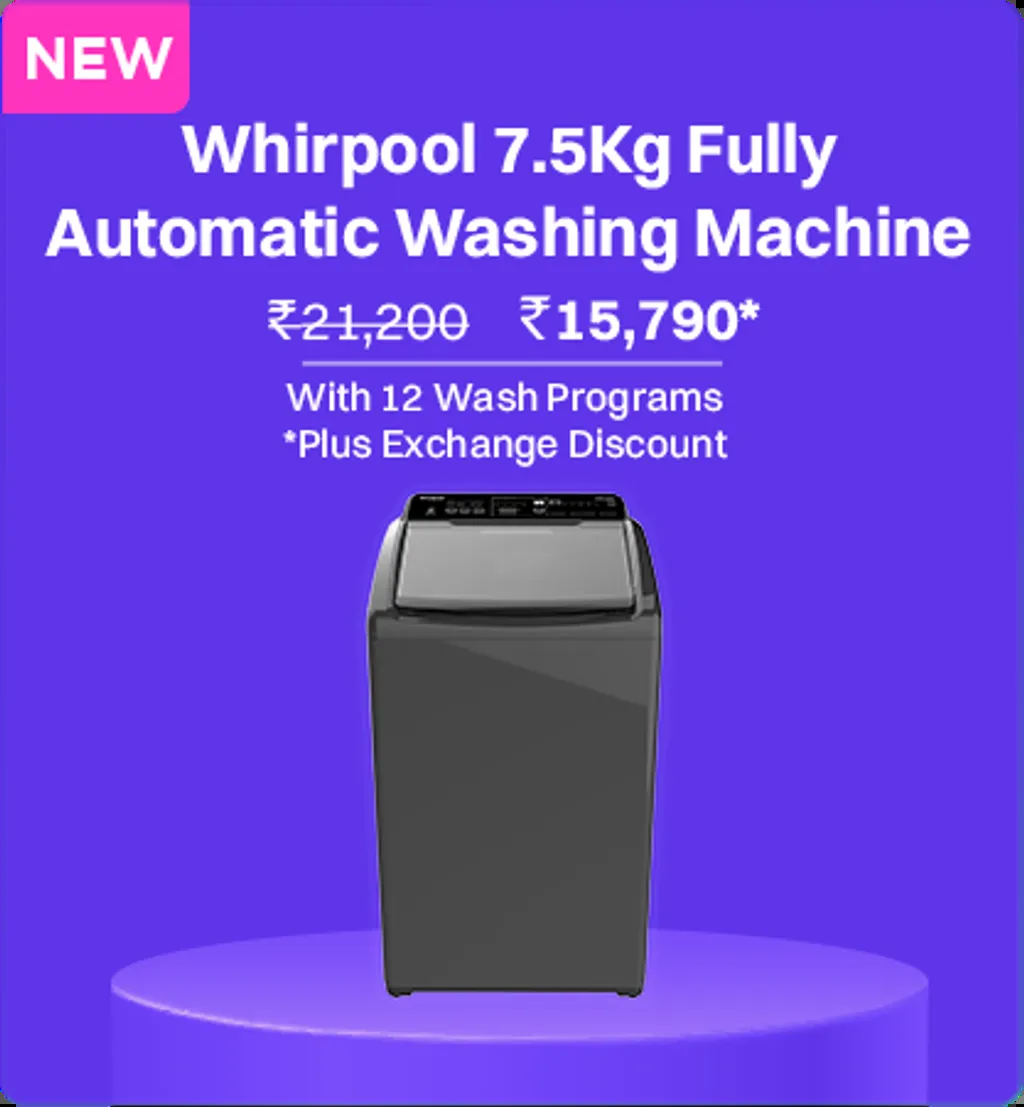 NEW
Whirpool 7.5Kg Fully
Automatic Washing Machine
₹21,200 ₹15,790*
With 12 Wash Programs
*Plus Exchange Discount